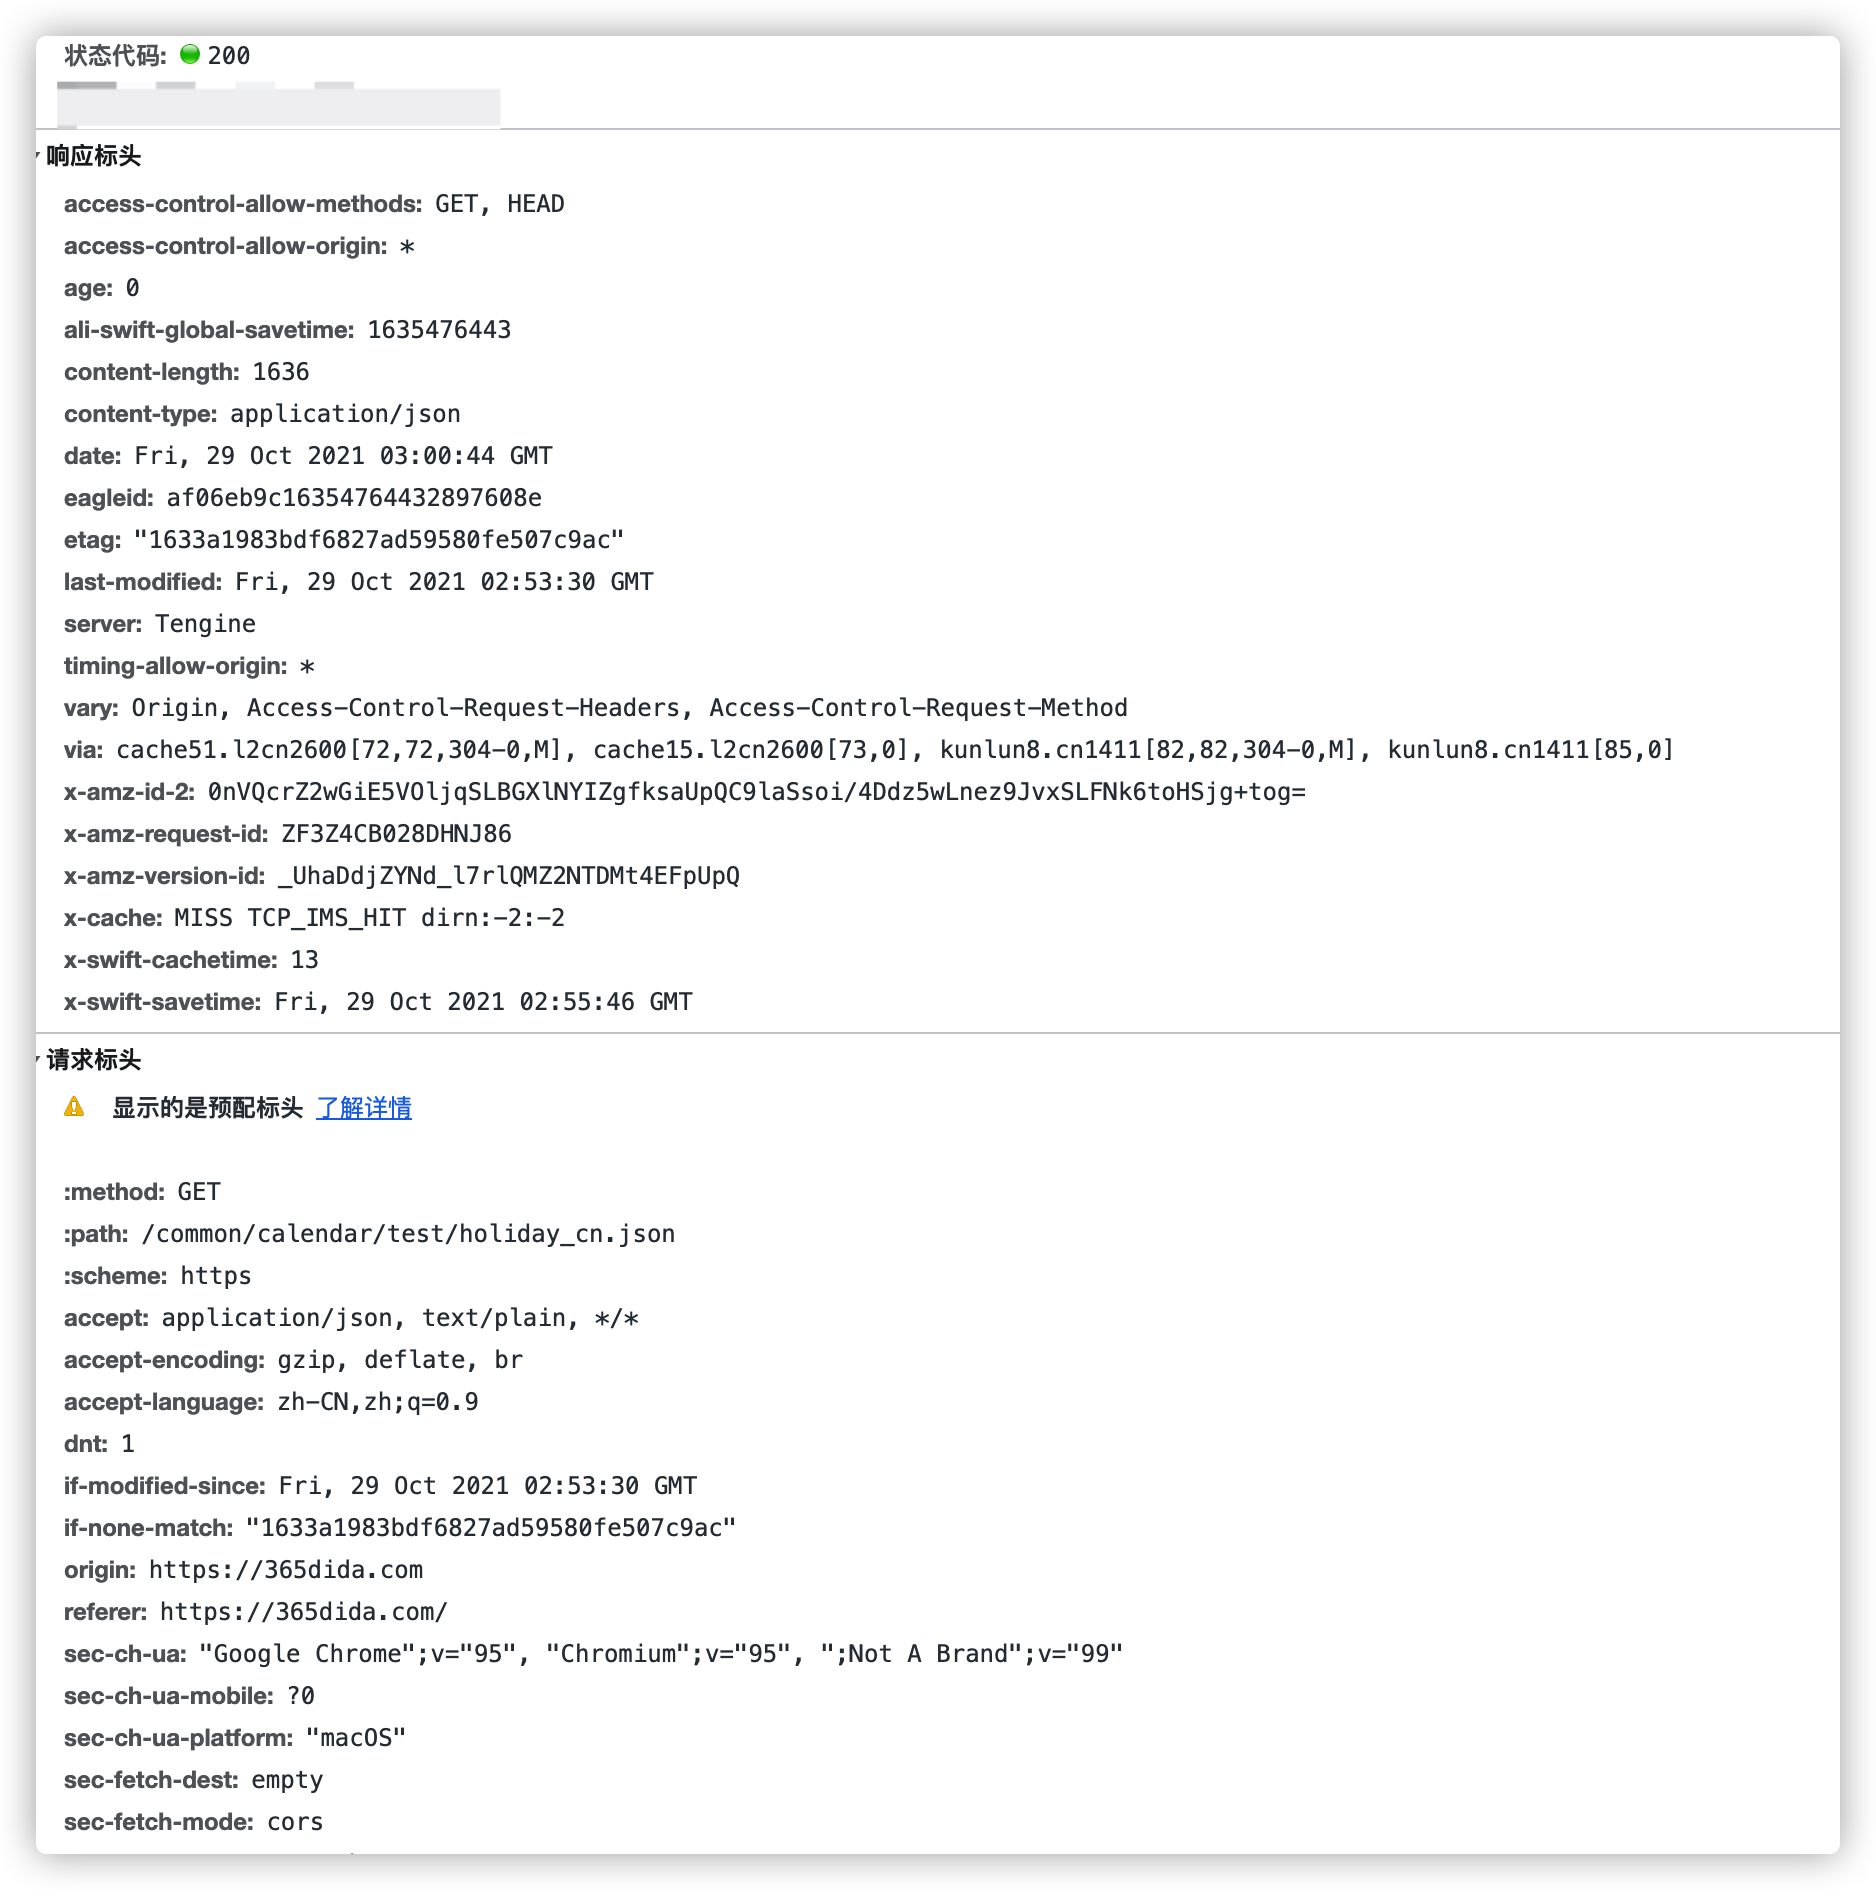 状态代码: 200
响应标头
access-control-allow-methods: GET, HEAD
access-control-allow-origin: *
age: 0
ali-swift-global-savetime: 1635476443
content-length: 1636
content-type: application/json
date: Fri, 29 Oct 2021 03:00:44 GMT
eagleid: af06eb9c16354764432897608e
etag: "1633a1983bdf6827ad59580fe507c9ac"
last-modified: Fri, 29 Oct 2021 02:53:30 GMT
server: Tengine
timing-allow-origin: *
vary: Origin, Access-Control-Request-Headers, Access-Control-Request-Method
via: cache51.l2cn2600[72,72,304-0,M], cache15.l2cn2600[73,0], kunlun8.cn1411[82,82,304-0,M], kunlun8.cn1411[85,0]
x-amz-id-2: 0nVQcrZ2wGiE5VOljqSLBGXlNYIZgfksaUpQC9laSsoi/4Ddz5wLnez9JvxSLFNk6toHSjg+tog=
x-amz-request-id: ZF3Z4CB028DHNJ86
x-amz-version-id: _UhaDdjZYNd_l7rlQMZ2NTDMt4EFpUpQ
x-cache: MISS TCP_IMS_HIT dirn:-2:-2
x-swift-cachetime: 13
x-swift-savetime: Fri, 29 Oct 2021 02:55:46 GMT
请求标头
显示的是预配标头 了解详情
:method: GET
:path: /common/calendar/test/holiday_cn.json
:scheme: https
accept: application/json, text/plain, */*
accept-encoding: gzip, deflate, br
accept-language: zh-CN,zh;q=0.9
dnt: 1
if-modified-since: Fri, 29 Oct 2021 02:53:30 GMT
if-none-match: "1633a1983bdf6827ad59580fe507c9ac"
origin: https://365dida.com
referer: https://365dida.com/
sec-ch-ua: "Google Chrome";v="95", "Chromium";v="95", ";Not A Brand";v="99"
sec-ch-ua-mobile: ?0
sec-ch-ua-platform: "macOS"
sec-fetch-dest: empty
sec-fetch-mode: cors